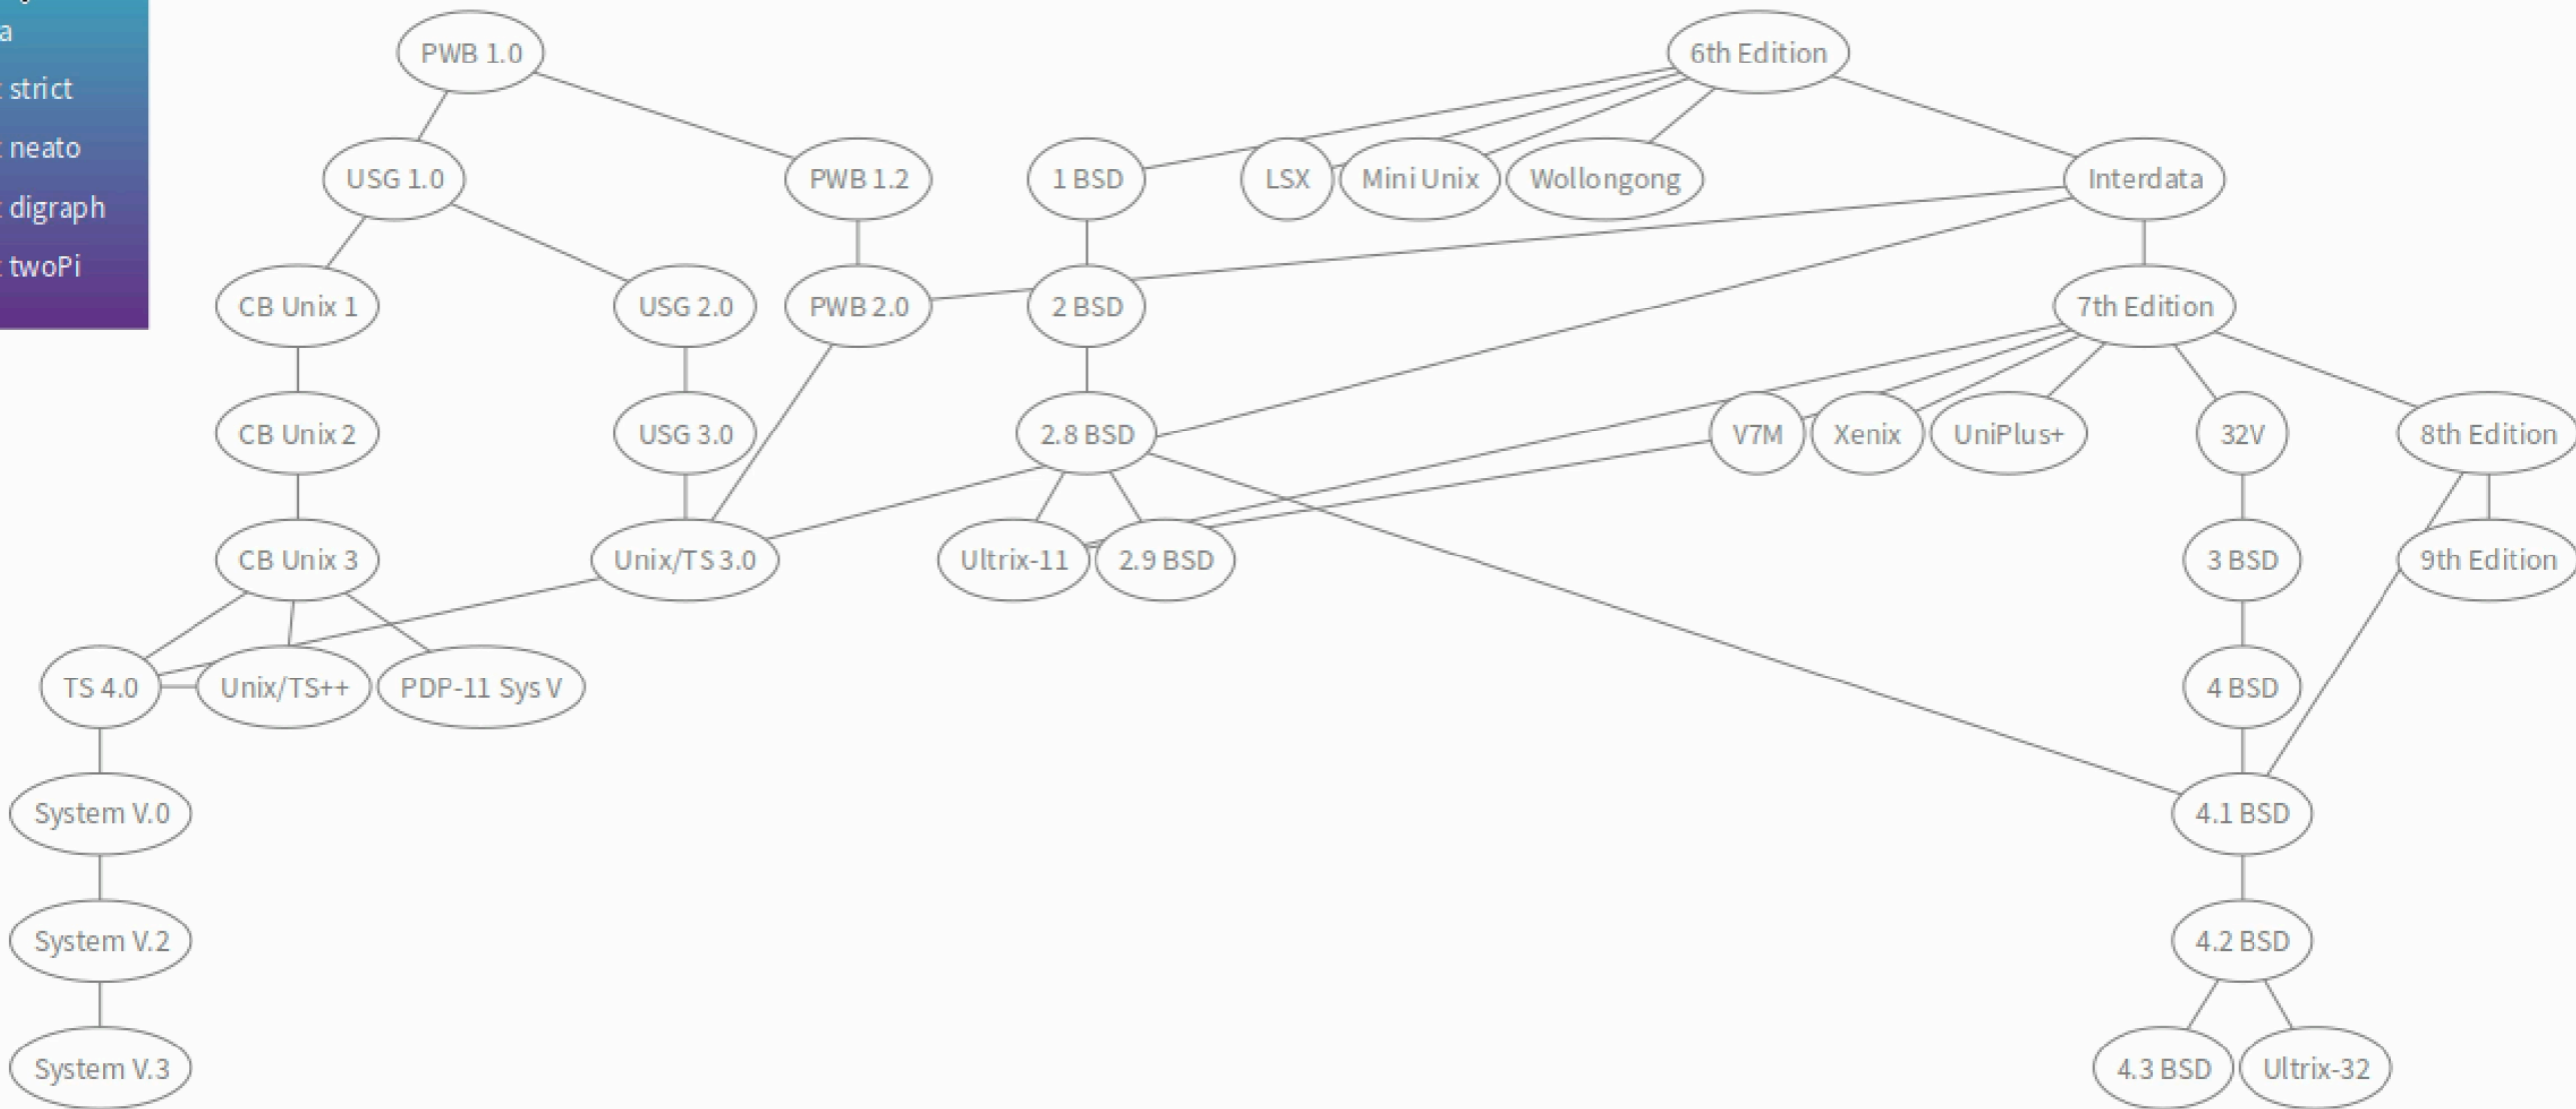 a
strict
neato
digraph
twoPi
PWB 1.0
6th Edition
USG 1.0
PWB 1.2
1 BSD
LSX
Mini Unix
Wollongong
Interdata
CB Unix 1
USG 2.0
PWB 2.0
2 BSD
7th Edition
CB Unix 2
USG 3.0
2.8 BSD
V7M
Xenix
UniPlus+
32V
8th Edition
CB Unix 3
Unix/TS 3.0
Ultrix-11
2.9 BSD
3 BSD
9th Edition
TS 4.0
Unix/TS++
PDP-11 Sys V
4 BSD
System V.0
4.1 BSD
System V.2
4.2 BSD
System V.3
4.3 BSD
Ultrix-32